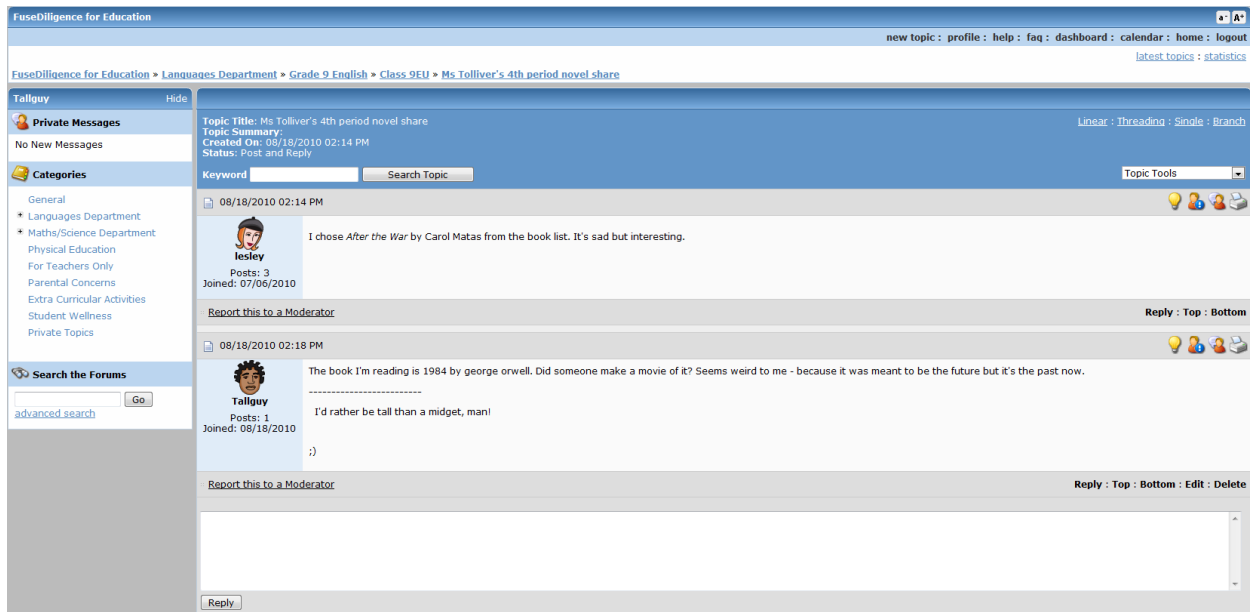 FuseDiligence for Education
a- A+
new topic : profile : help : faq : dashboard : calendar : home : logout
latest topics : statistics
FuseDiligence for Education » Languages Department » Grade 9 English » Class 9EU » Ms Tolliver's 4th period novel share
Tallguy Hide
Private Messages
No New Messages
Categories
General
Languages Department
Maths/Science Department
Physical Education
For Teachers Only
Parental Concerns
Extra Curricular Activities
Student Wellness
Private Topics
Search the Forums
Go
advanced search
Topic Title: Ms Tolliver's 4th period novel share
Topic Summary:
Created On: 08/18/2010 02:14 PM
Status: Post and Reply
Linear : Threading : Single : Branch
Keyword Search Topic
Topic Tools
08/18/2010 02:14 PM
lesley
Posts: 3
Joined: 07/06/2010
I chose After the War by Carol Matas from the book list. It's sad but interesting.
Report this to a Moderator
Reply : Top : Bottom
08/18/2010 02:18 PM
Tallguy
Posts: 1
Joined: 08/18/2010
The book I'm reading is 1984 by george orwell. Did someone make a movie of it? Seems weird to me - because it was meant to be the future but it's the past now.
-------------------------
I'd rather be tall than a midget, man!
;)
Report this to a Moderator
Reply : Top : Bottom : Edit : Delete
Reply